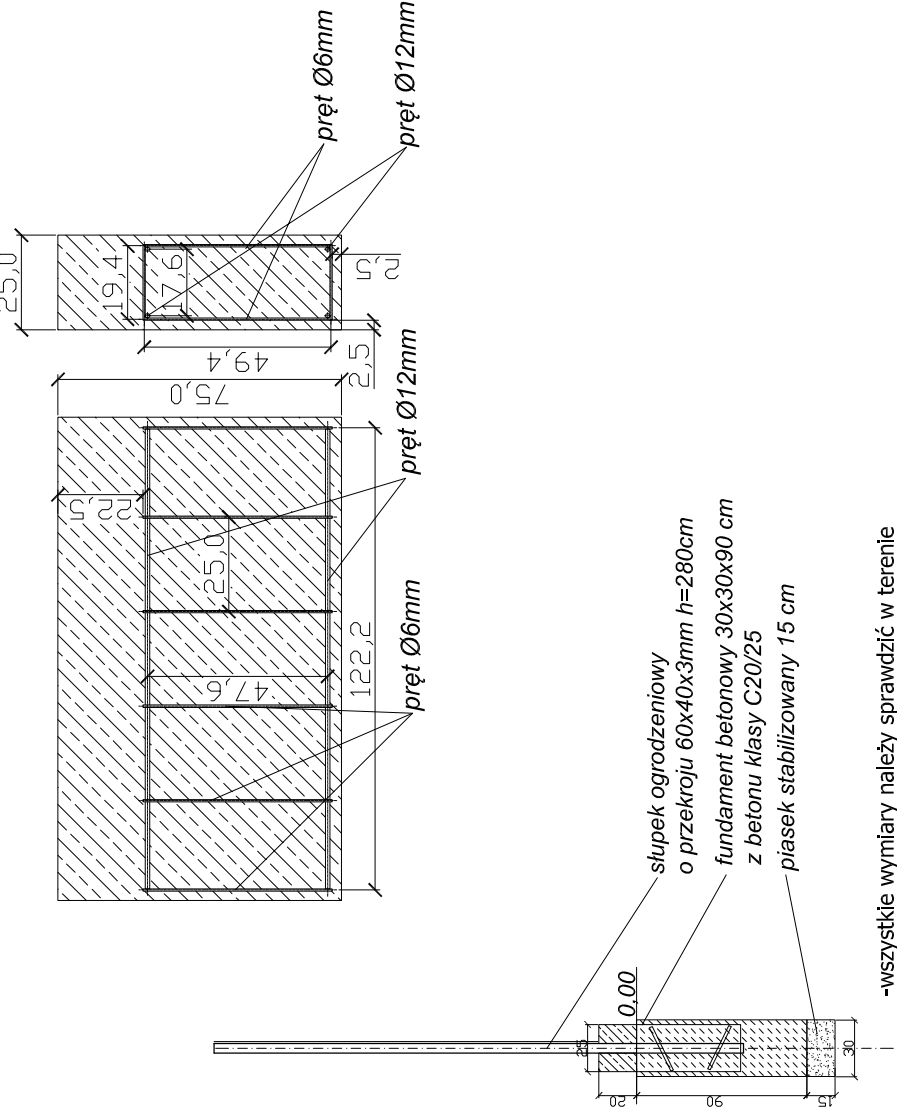 25,0
19,4
17,6
2,5
49,4
2,5
pręt Ø6mm
pręt Ø12mm
75,0
22,5
25,0
47,6
122,2
pręt Ø12mm
pręt Ø6mm
słupek ogrodzeniowy
o przekroju 60x40x3mm h=280cm
fundament betonowy 30x30x90 cm
z betonu klasy C20/25
piasek stabilizowany 15 cm
0,00
25
20
90
15
30
-wszystkie wymiary należy sprawdzić w terenie